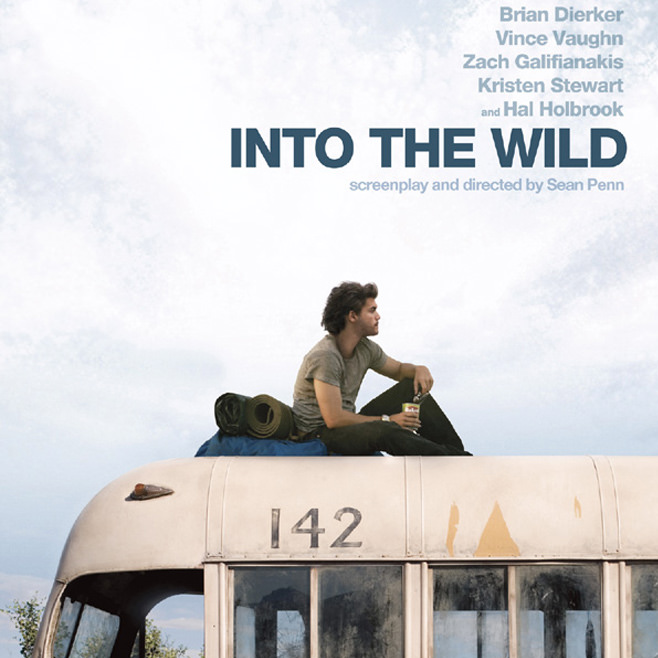 Brian Dierker
Vince Vaughn
Zach Galifianakis
Kristen Stewart
and Hal Holbrook
INTO THE WILD
screenplay and directed by Sean Penn
142